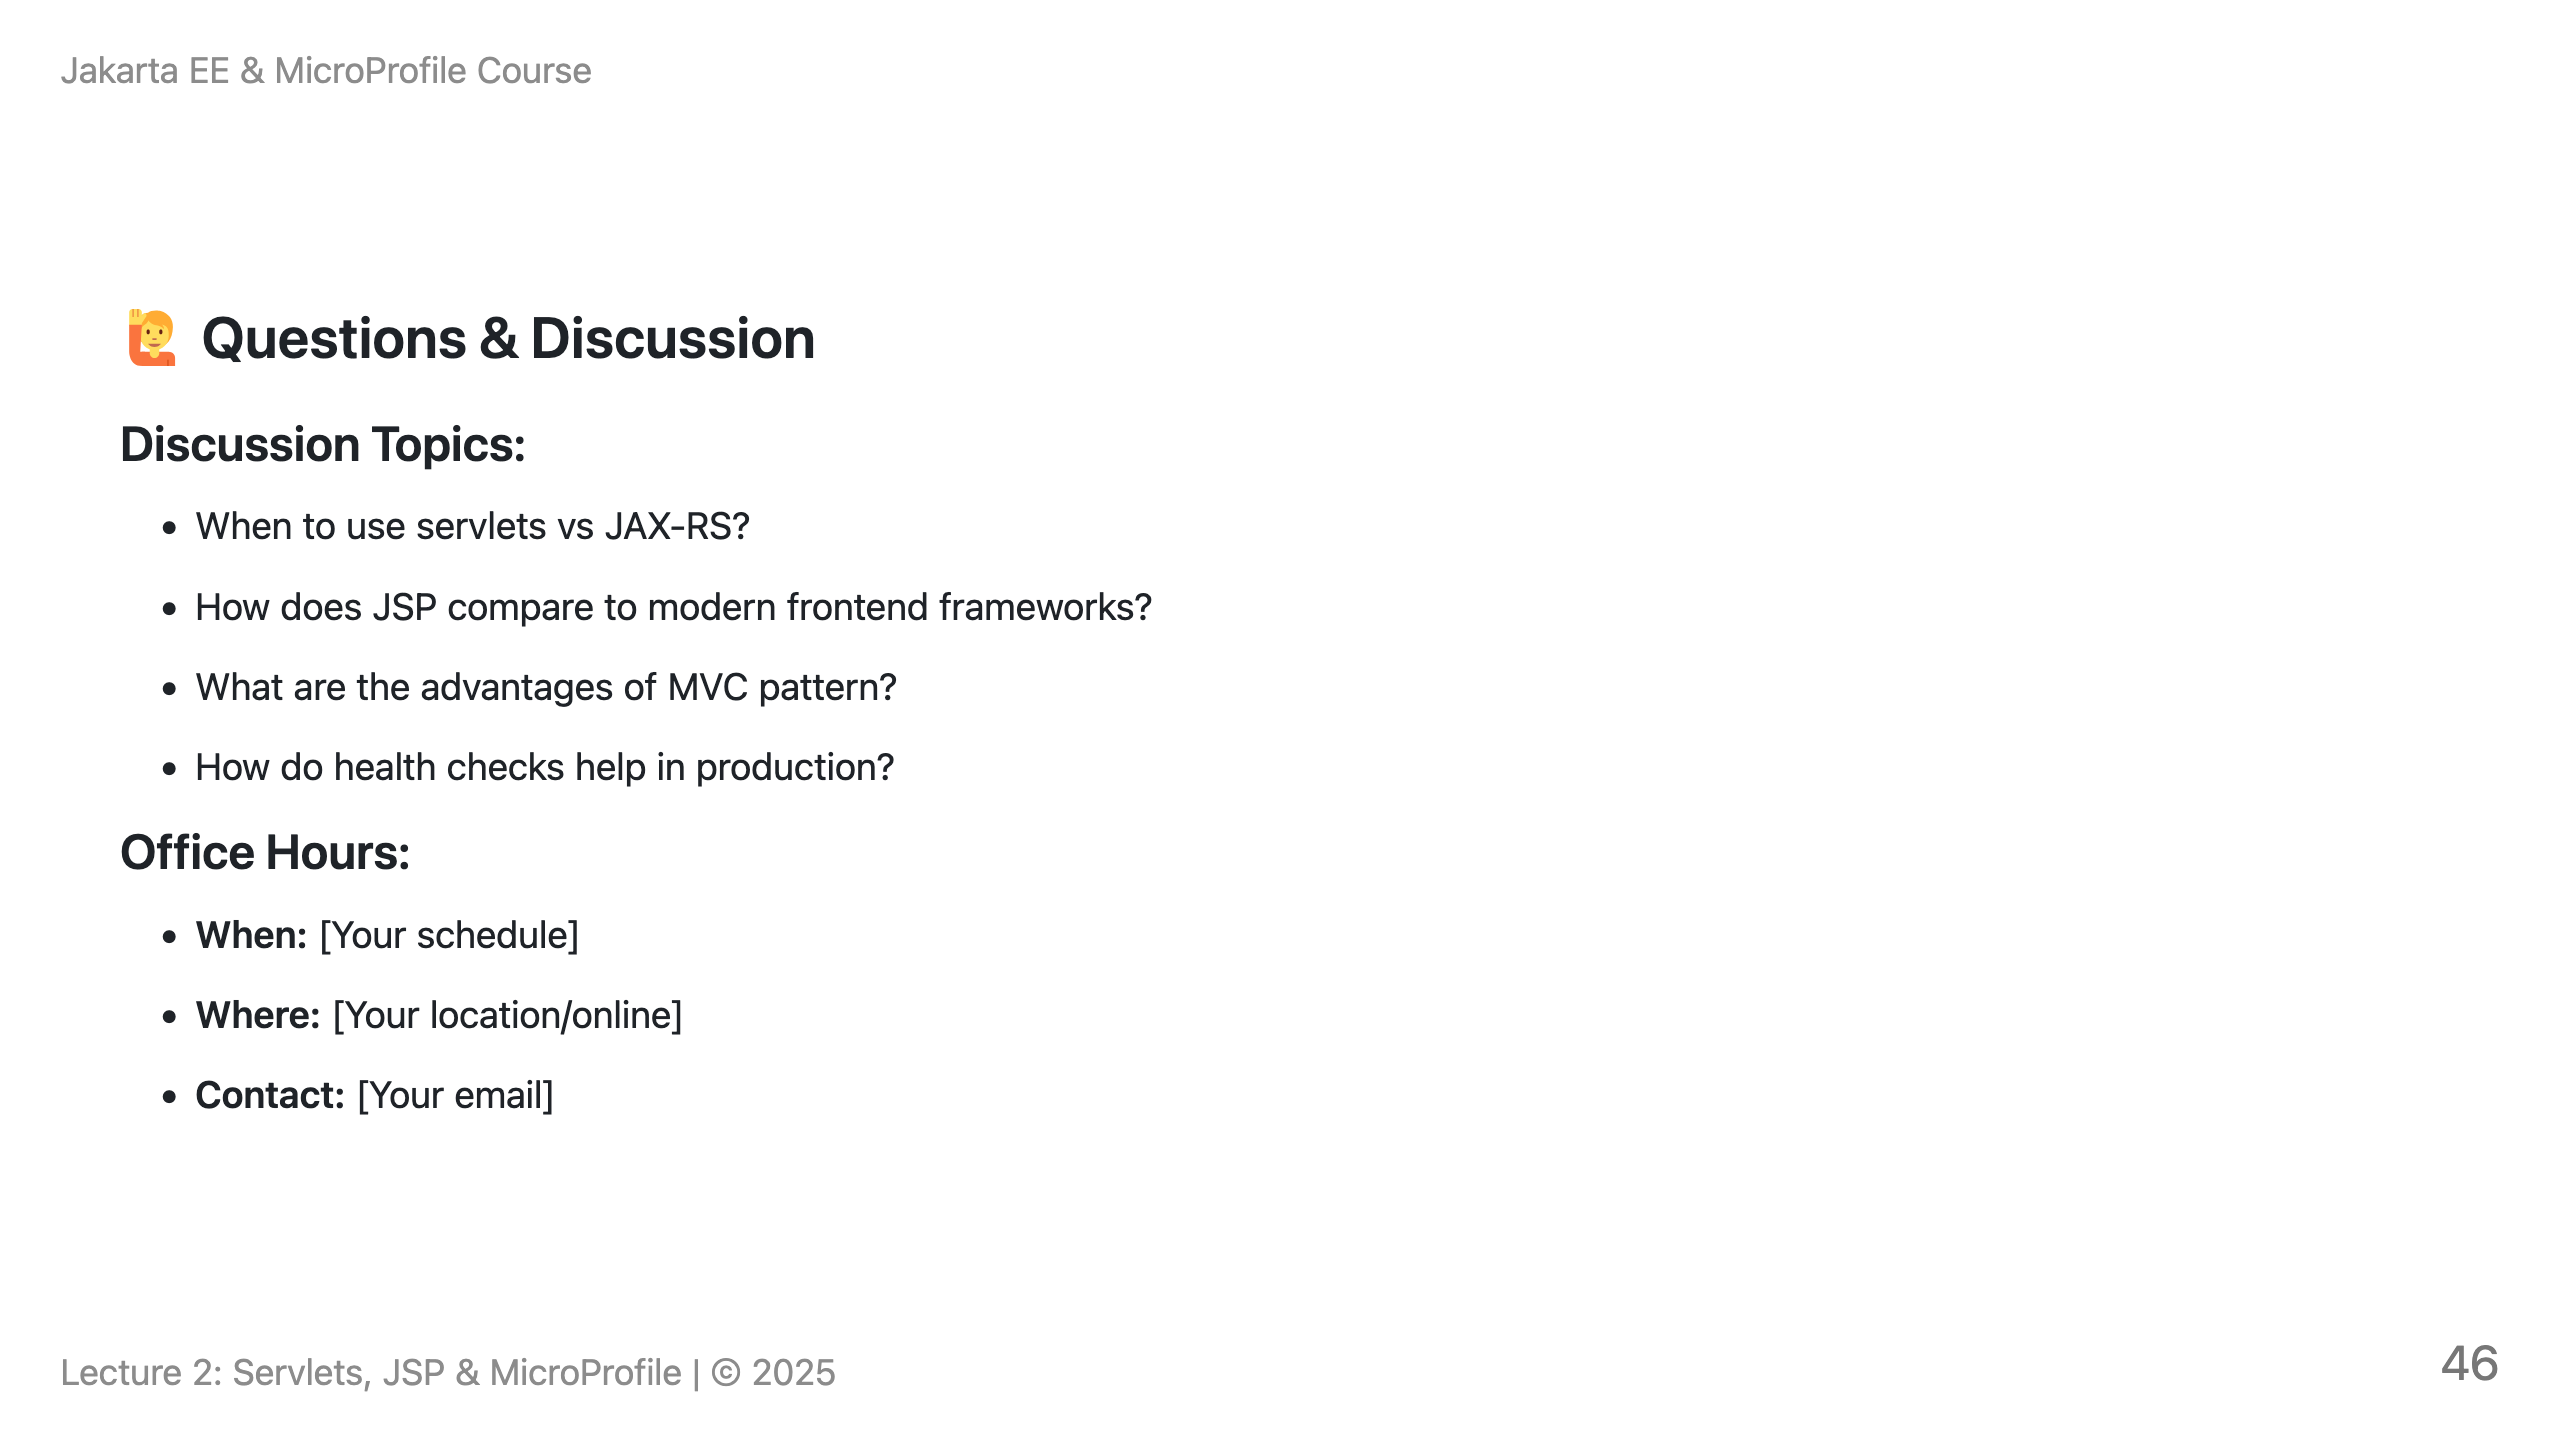 Jakarta EE & MicroProfile Course
🙋 Questions & Discussion
Discussion Topics:
• When to use servlets vs JAX-RS?
• How does JSP compare to modern frontend frameworks?
• What are the advantages of MVC pattern?
• How do health checks help in production?
Office Hours:
• When: [Your schedule]
• Where: [Your location/online]
• Contact: [Your email]
Lecture 2: Servlets, JSP & MicroProfile | © 2025
46